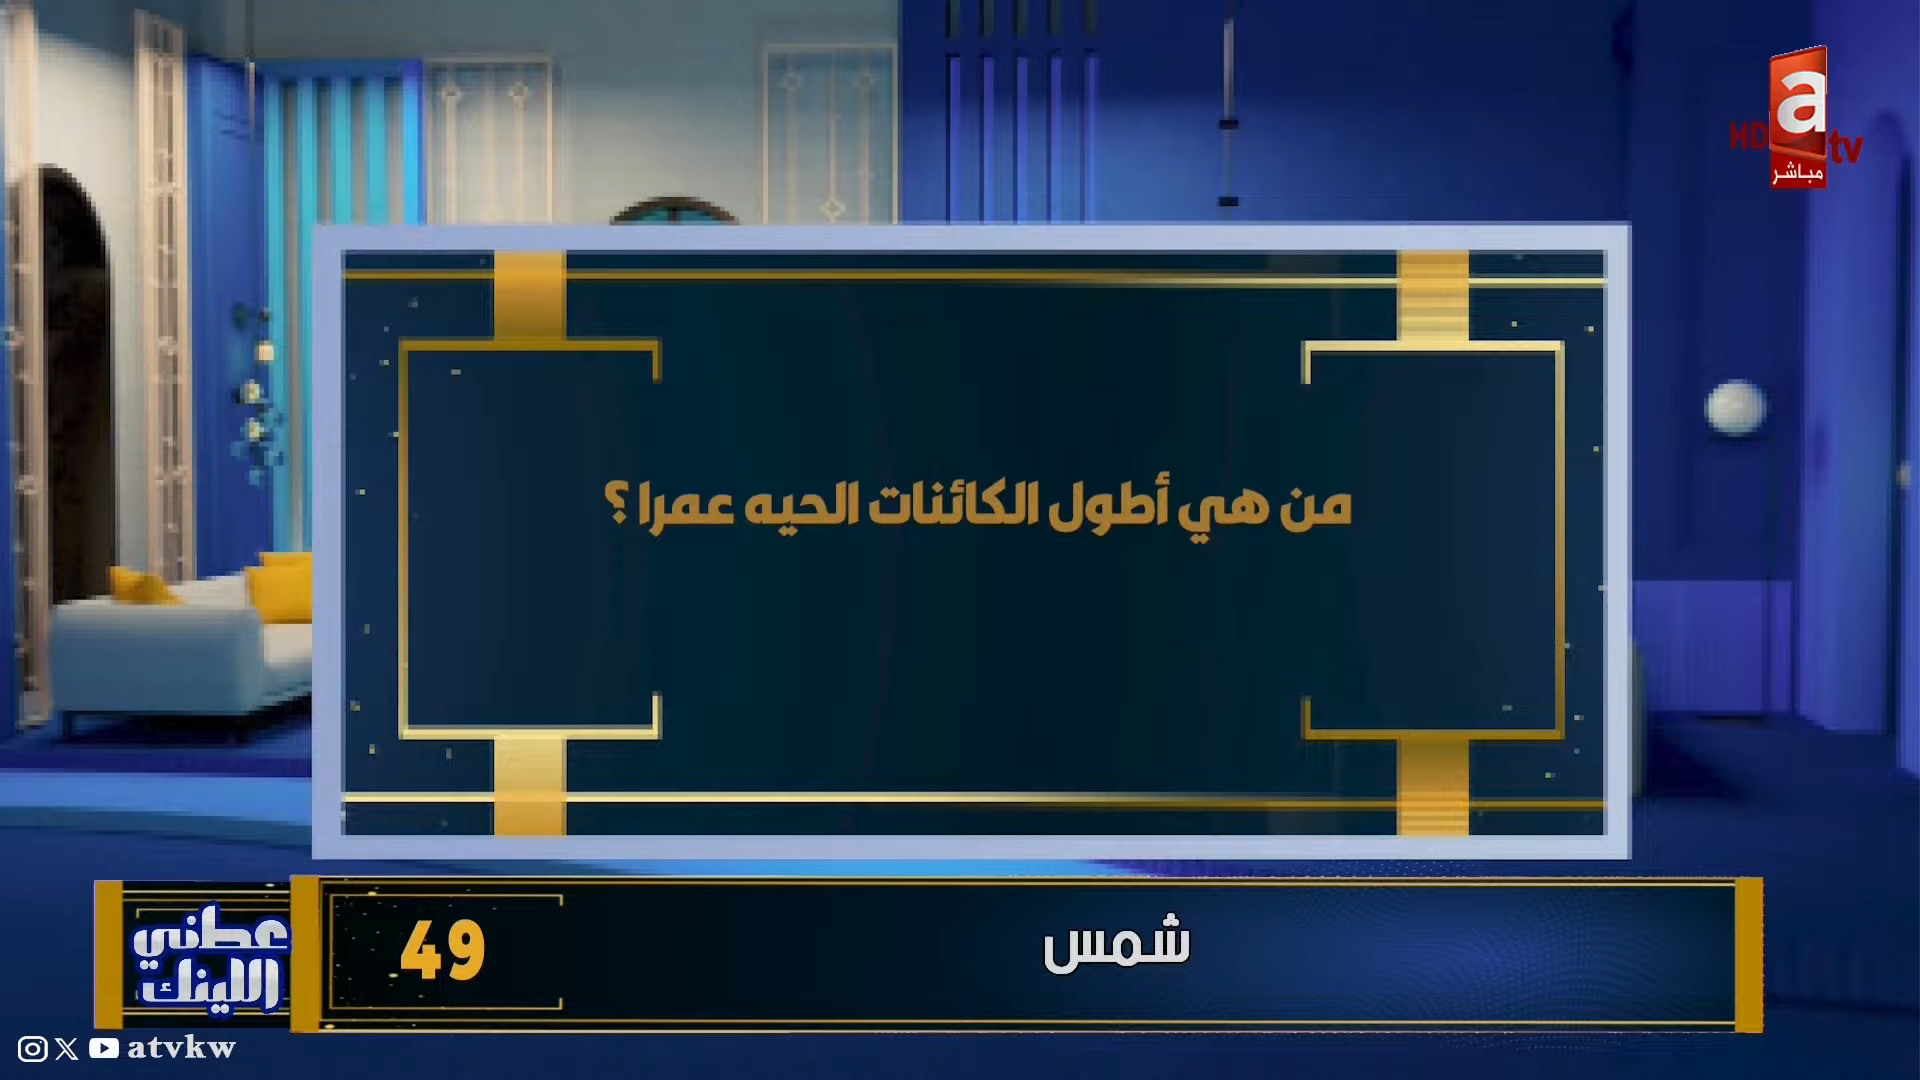 HD
a
tv
مباشر
من هي أطول الكائنات الحيه عمرا ؟
عطني
اللينك
49
شمس
atvkw